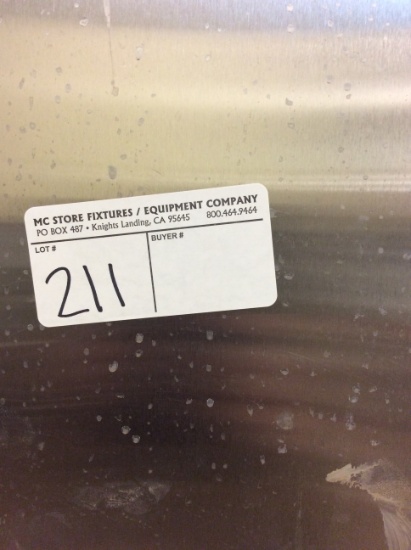 MC STORE FIXTURES / EQUIPMENT COMPANY
PO BOX 487 • Knights Landing, CA 95645 800.464.9464
LOT # BUYER #
211